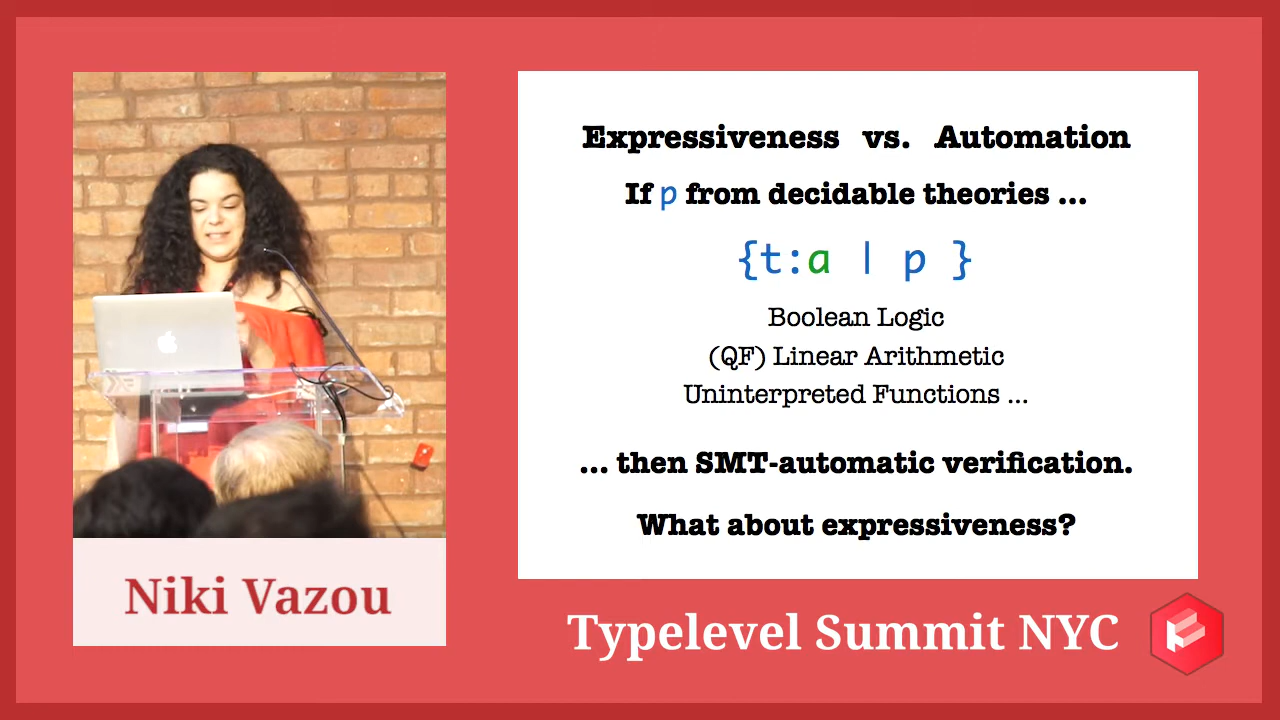 Expressiveness vs. Automation
If p from decidable theories ...
{t:a | p }
Boolean Logic
(QF) Linear Arithmetic
Uninterpreted Functions ...
... then SMT-automatic verification.
What about expressiveness?
Niki Vazou
Typelevel Summit NYC